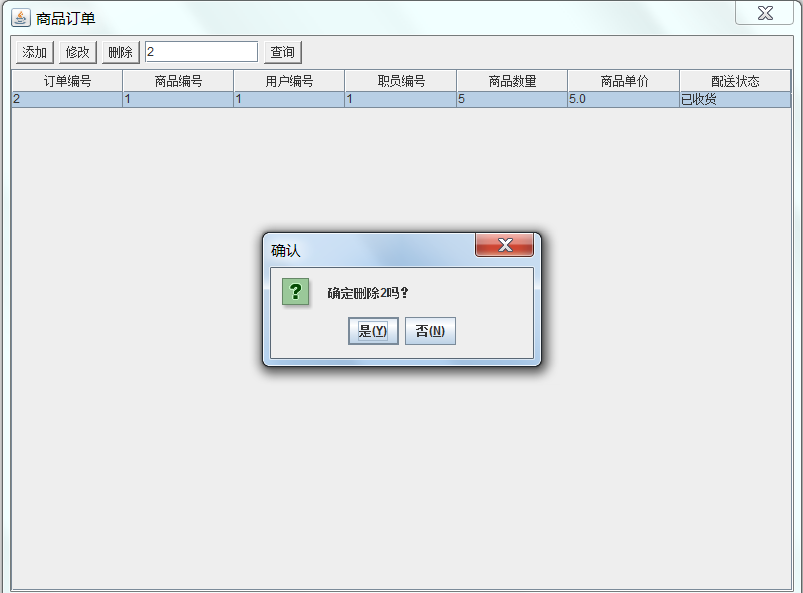 商品订单
添加 修改 删除 2 查询
订单编号 商品编号 用户编号 职员编号 商品数量 商品单价 配送状态
2 1 1 1 5 5.0 已收货
确认
确定删除2吗?
是(Y) 否(N)